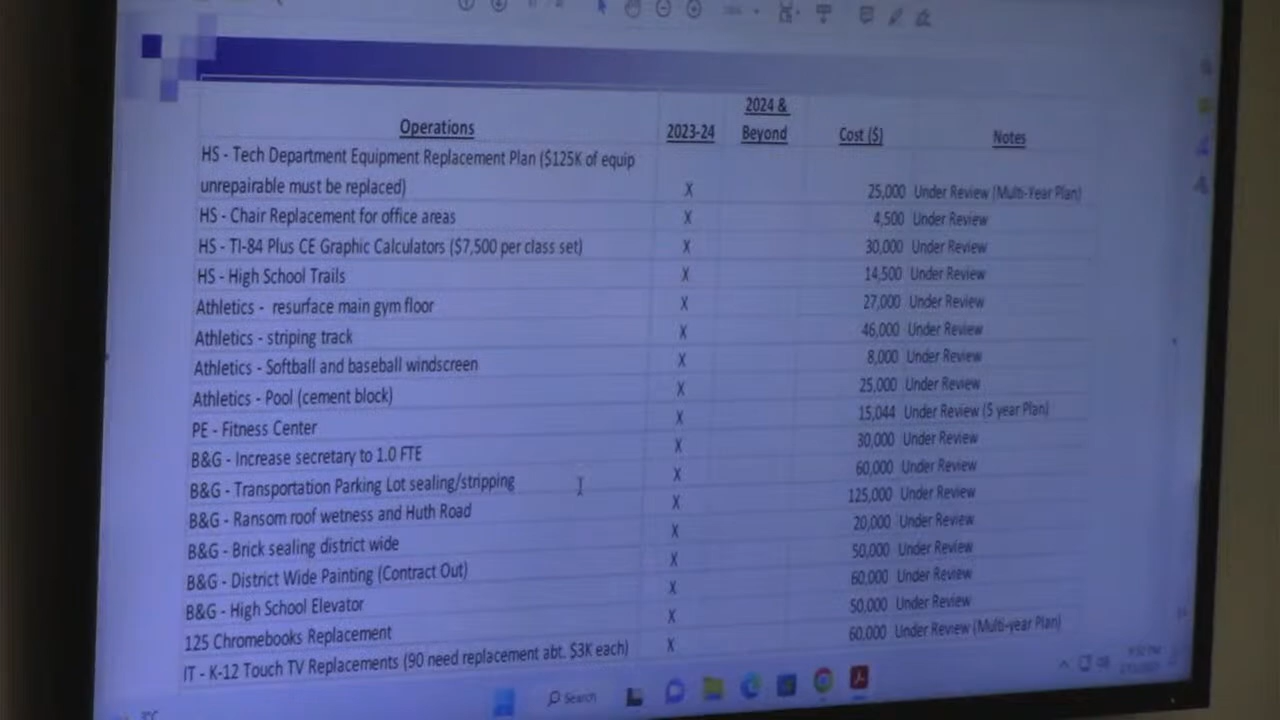 2024 &
Operations 2023-24 Beyond Cost ($) Notes
HS - Tech Department Equipment Replacement Plan ($125K of equip
unrepairable must be replaced) X 25,000 Under Review (Multi-Year Plan)
HS - Chair Replacement for office areas X 4,500 Under Review
HS - TI-84 Plus CE Graphic Calculators ($7,500 per class set) X 30,000 Under Review
HS - High School Trails X 14,500 Under Review
Athletics - resurface main gym floor X 27,000 Under Review
Athletics - striping track X 46,000 Under Review
Athletics - Softball and baseball windscreen X 8,000 Under Review
Athletics - Pool (cement block) X 25,000 Under Review
PE - Fitness Center X 15,044 Under Review (5 year Plan)
B&G - Increase secretary to 1.0 FTE X 30,000 Under Review
B&G - Transportation Parking Lot sealing/stripping X 60,000 Under Review
B&G - Ransom roof wetness and Huth Road X 125,000 Under Review
B&G - Brick sealing district wide X 20,000 Under Review
B&G - District Wide Painting (Contract Out) X 50,000 Under Review
B&G - High School Elevator X 60,000 Under Review
125 Chromebooks Replacement X 50,000 Under Review
IT - K-12 Touch TV Replacements (90 need replacement abt. $3K each) X 60,000 Under Review (Multi-year Plan)
Search